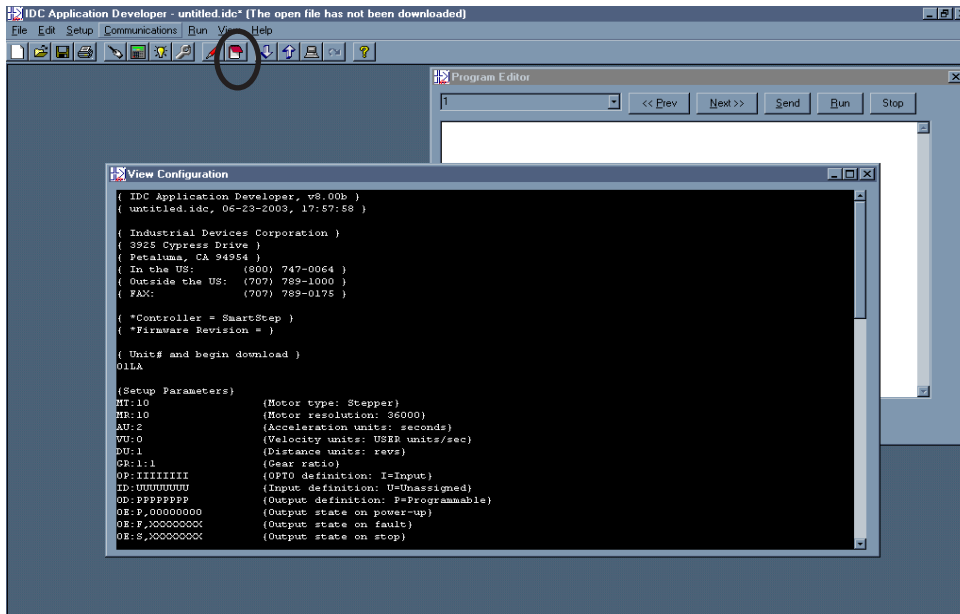 IDC Application Developer - untitled.idc* (The open file has not been downloaded)
File Edit Setup Communications Run View Help
Program Editor
1 << Prev Next >> Send Run Stop
View Configuration
{ IDC Application Developer, v8.00b }
{ untitled.idc, 06-23-2003, 17:57:58 }
{ Industrial Devices Corporation }
{ 3925 Cypress Drive }
{ Petaluma, CA 94954 }
{ In the US: (800) 747-0064 }
{ Outside the US: (707) 789-1000 }
{ FAX: (707) 789-0175 }
{ *Controller = SmartStep }
{ *Firmware Revision = }
{ Unit# and begin download }
01LA
{Setup Parameters}
MT:10 {Motor type: Stepper}
MR:10 {Motor resolution: 36000}
AU:2 {Acceleration units: seconds}
VU:0 {Velocity units: USER units/sec}
DU:1 {Distance units: revs}
GR:1:1 {Gear ratio}
OP:IIIIIIII {OPTO definition: I=Input}
ID:UUUUUUUU {Input definition: U=Unassigned}
OD:PPPPPPPP {Output definition: P=Programmable}
OE:P,00000000 {Output state on power-up}
OE:F,XXXXXXXX {Output state on fault}
OE:S,XXXXXXXX {Output state on stop}